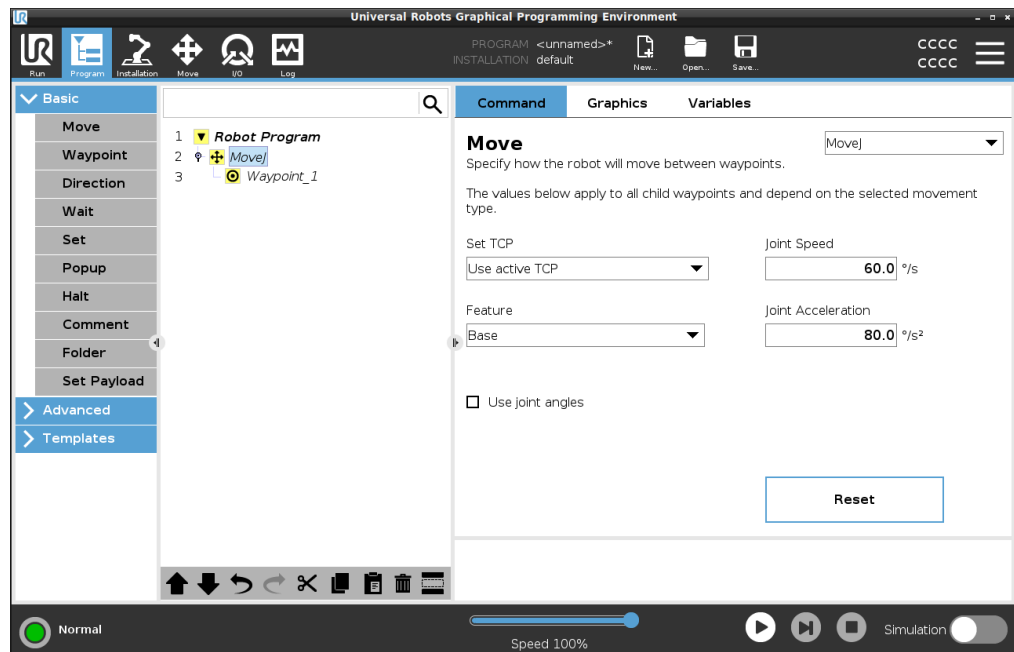 UR
Universal Robots Graphical Programming Environment
UR
Run
Program
Installation
Move
I/O
Log
PROGRAM <unnamed>*
INSTALLATION default
New...
Open...
Save...
CCCC
CCCC
Basic
Move
Waypoint
Direction
Wait
Set
Popup
Halt
Comment
Folder
Set Payload
Advanced
Templates
1 Robot Program
2 MoveJ
3 Waypoint_1
Command Graphics Variables
Move
MoveJ
Specify how the robot will move between waypoints.
The values below apply to all child waypoints and depend on the selected movement
type.
Set TCP
Joint Speed
Use active TCP
60.0 °/s
Feature
Joint Acceleration
Base
80.0 °/s²
Use joint angles
Reset
Normal
Speed 100%
Simulation